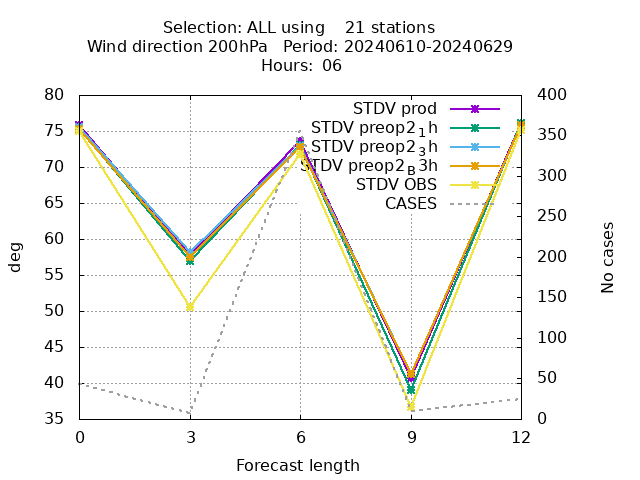 Selection: ALL using 21 stations
Wind direction 200hPa Period: 20240610-20240629
Hours: 06
80 400
STDV prod
75 350
STDV preop2₁h
STDV preop2₃h
70 300
STDV preop2_B3h
STDV OBS
65 250
CASES
60 200
55 150
50 100
45 50
40 0
35
deg
No cases
0 3 6 9 12
Forecast length